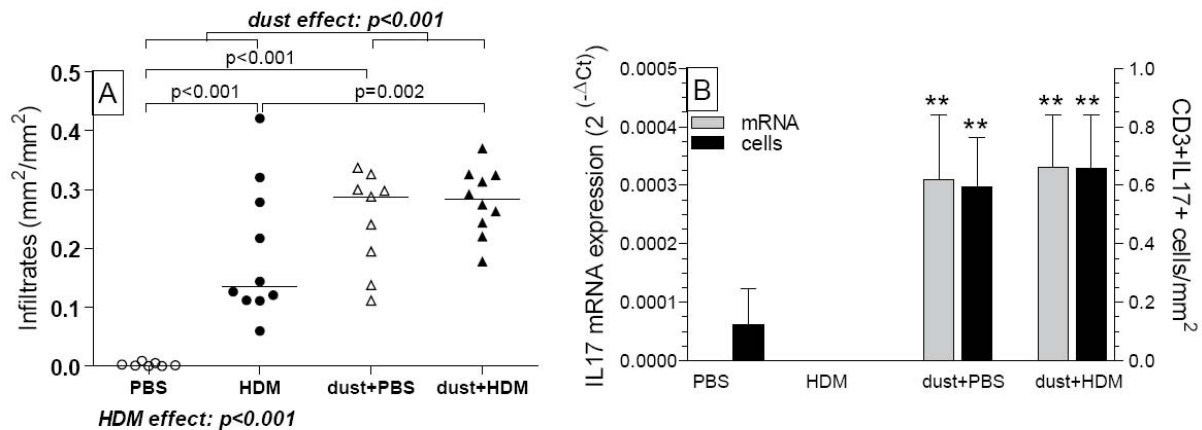 dust effect: p<0.001
p<0.001
p<0.001
p=0.002
A
Infiltrates (mm²/mm²)
0.5
0.4
0.3
0.2
0.1
0.0
PBS
HDM
dust+PBS
dust+HDM
HDM effect: p<0.001
B
IL17 mRNA expression (2 (-ΔCt)
0.0005
0.0004
0.0003
0.0002
0.0001
0.0000
mRNA
cells
**
**
**
**
1.0
0.8
0.6
0.4
0.2
0.0
CD3+IL17+ cells/mm²
PBS
HDM
dust+PBS
dust+HDM